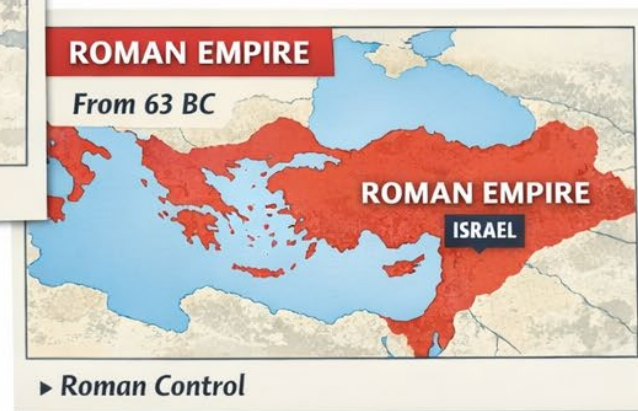 ROMAN EMPIRE
From 63 BC
ROMAN EMPIRE
ISRAEL
▸ Roman Control